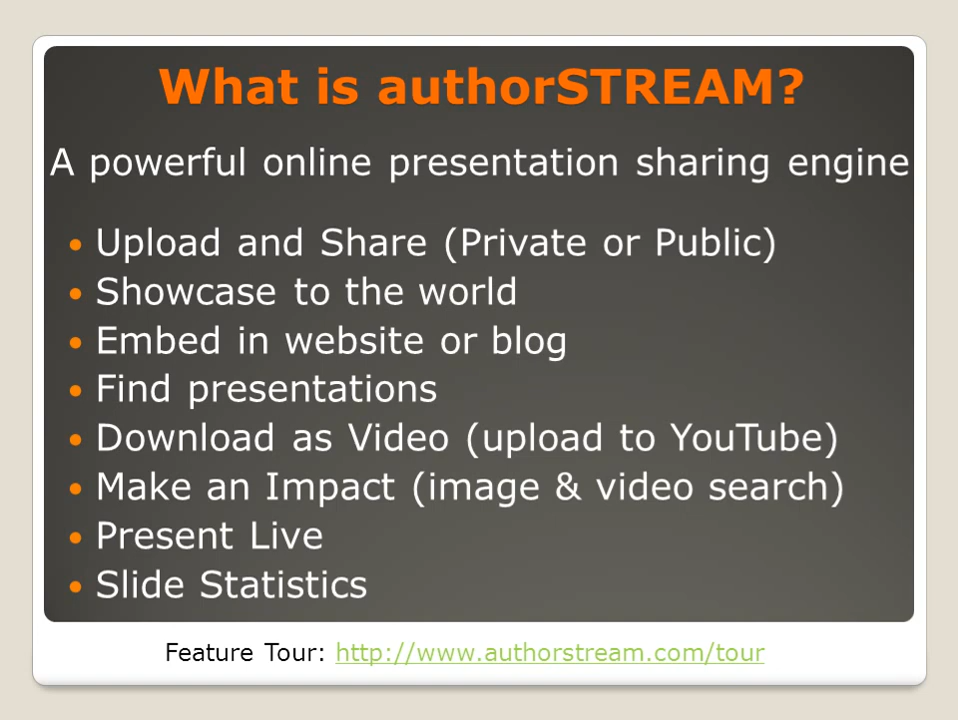 What is authorSTREAM?
A powerful online presentation sharing engine
• Upload and Share (Private or Public)
• Showcase to the world
• Embed in website or blog
• Find presentations
• Download as Video (upload to YouTube)
• Make an Impact (image & video search)
• Present Live
• Slide Statistics
Feature Tour: http://www.authorstream.com/tour